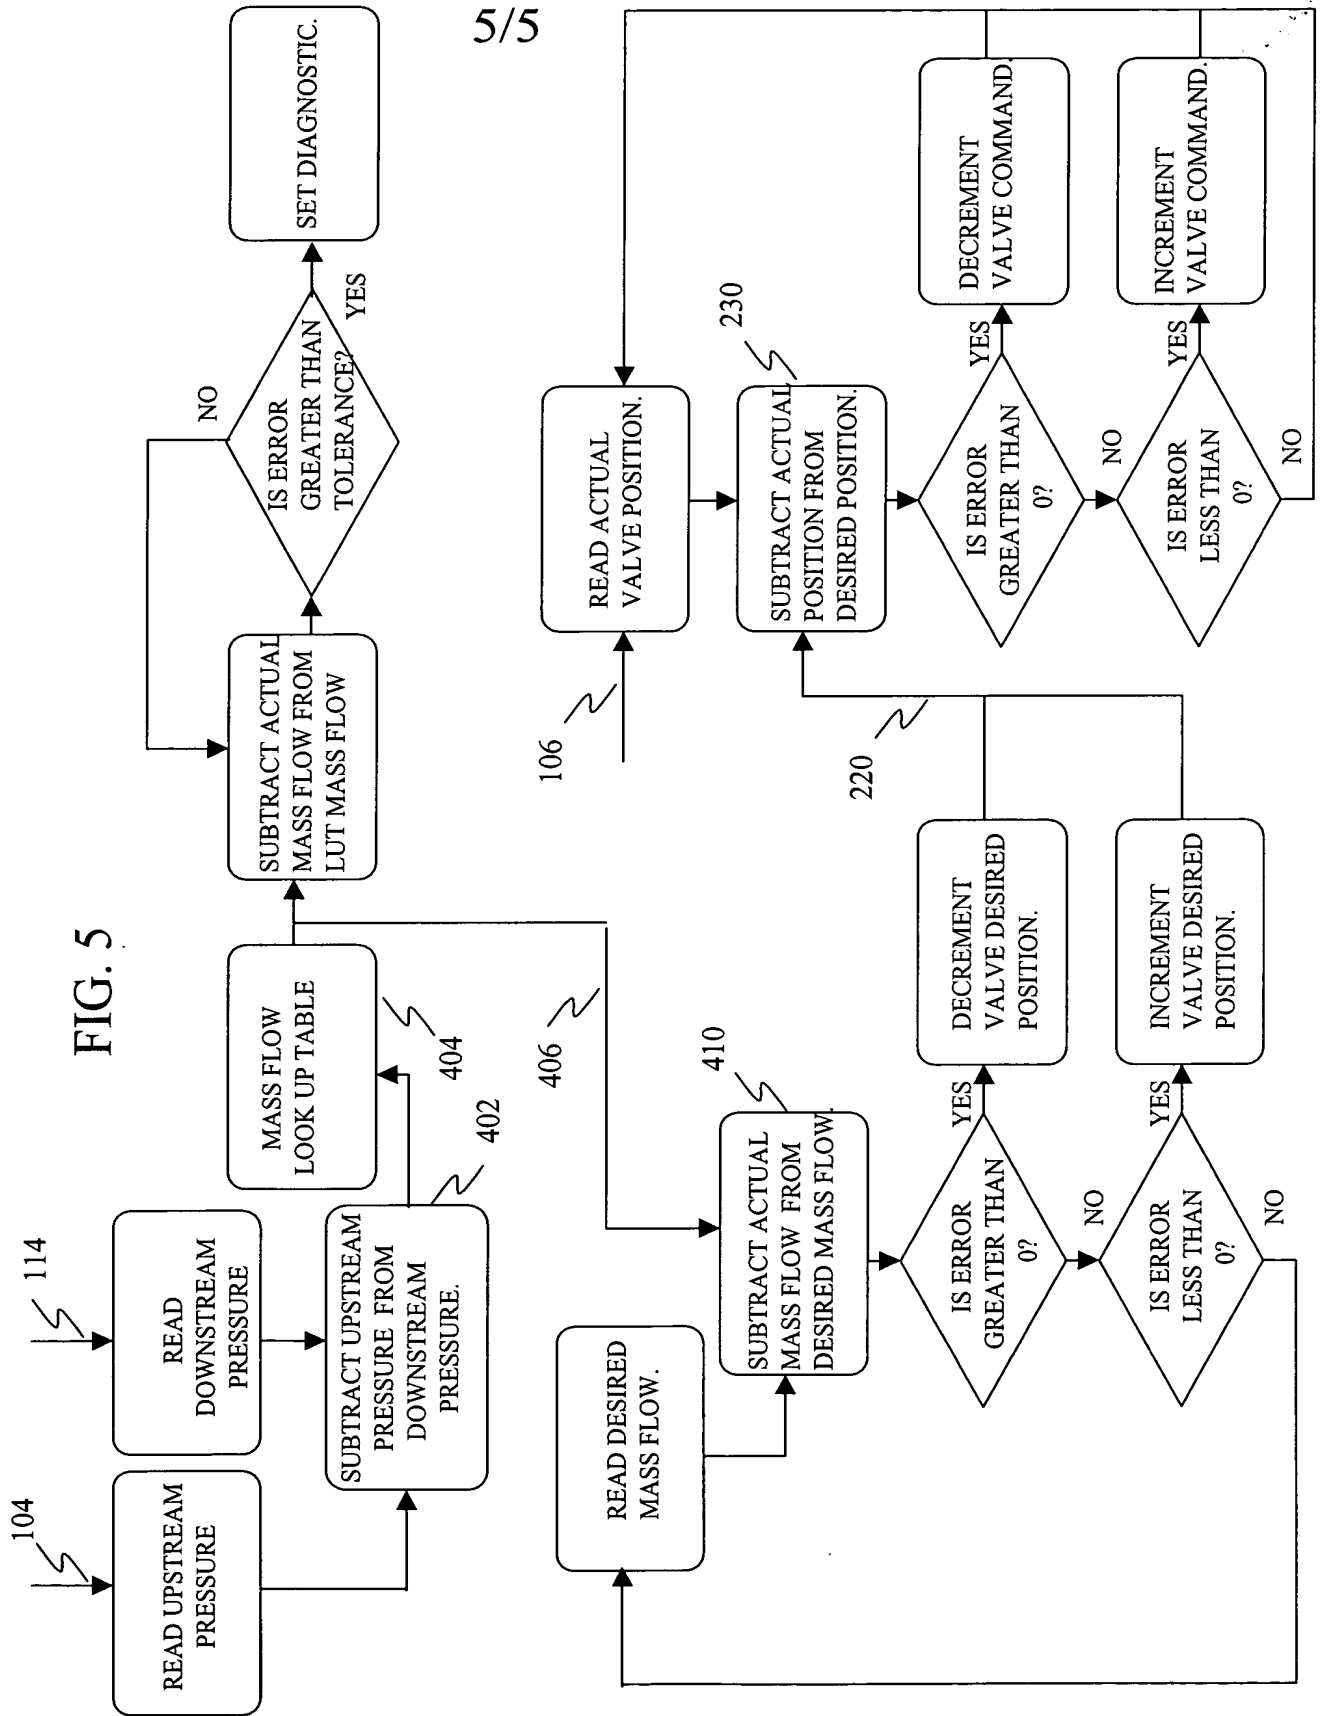 5/5
FIG. 5
104
READ UPSTREAM
PRESSURE
114
READ
DOWNSTREAM
PRESSURE
SUBTRACT UPSTREAM
PRESSURE FROM
DOWNSTREAM
PRESSURE.
402
MASS FLOW
LOOK UP TABLE
404
406
SUBTRACT ACTUAL
MASS FLOW FROM
LUT MASS FLOW
IS ERROR
GREATER THAN
TOLERANCE?
NO
YES
SET DIAGNOSTIC.
READ DESIRED
MASS FLOW.
SUBTRACT ACTUAL
MASS FLOW FROM
DESIRED MASS FLOW.
410
IS ERROR
GREATER THAN
0?
YES
DECREMENT
VALVE DESIRED
POSITION.
NO
IS ERROR
LESS THAN
0?
YES
INCREMENT
VALVE DESIRED
POSITION.
NO
220
106
READ ACTUAL
VALVE POSITION.
SUBTRACT ACTUAL
POSITION FROM
DESIRED POSITION.
230
IS ERROR
GREATER THAN
0?
YES
DECREMENT
VALVE COMMAND.
NO
IS ERROR
LESS THAN
0?
YES
INCREMENT
VALVE COMMAND.
NO